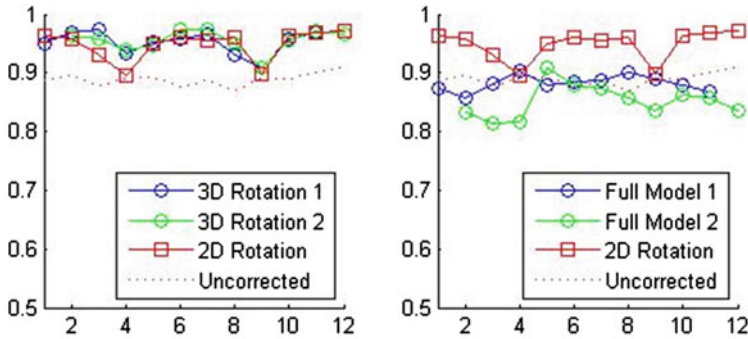 1
0.9
0.8
0.7
0.6
0.5
2 4 6 8 10 12
3D Rotation 1
3D Rotation 2
2D Rotation
Uncorrected
1
0.9
0.8
0.7
0.6
0.5
2 4 6 8 10 12
Full Model 1
Full Model 2
2D Rotation
Uncorrected